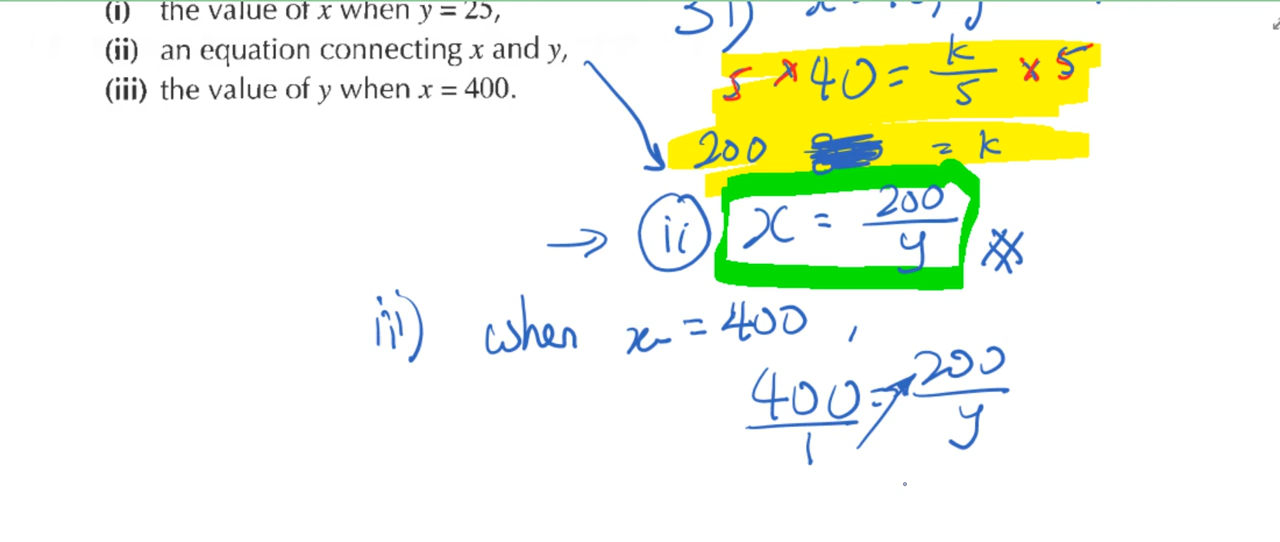 (i) the value of x when y = 25,
(ii) an equation connecting x and y,
(iii) the value of y when x = 400.
5 × 40 = k/5 × 5
200 = k
(ii) x = 200/y
iii) when x = 400,
400/1 = 200/y